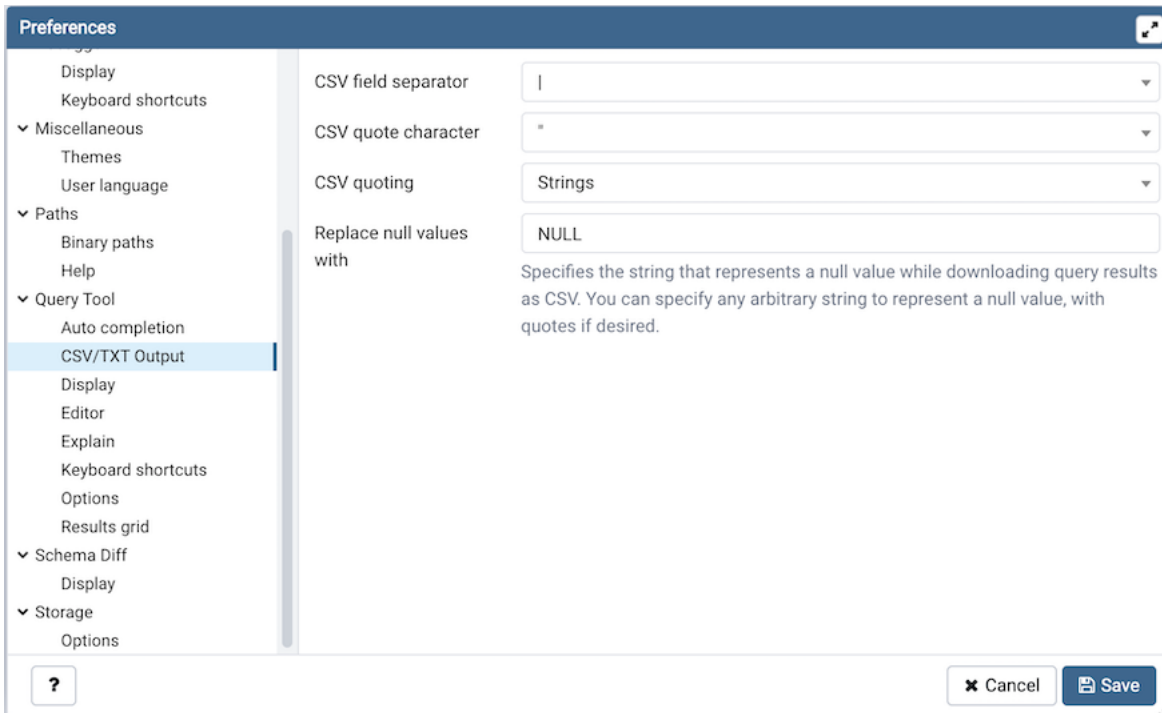 Preferences
Display
Keyboard shortcuts
Miscellaneous
Themes
User language
Paths
Binary paths
Help
Query Tool
Auto completion
CSV/TXT Output
Display
Editor
Explain
Keyboard shortcuts
Options
Results grid
Schema Diff
Display
Storage
Options
CSV field separator
|
CSV quote character
"
CSV quoting
Strings
Replace null values
with
NULL
Specifies the string that represents a null value while downloading query results
as CSV. You can specify any arbitrary string to represent a null value, with
quotes if desired.
?
Cancel
Save